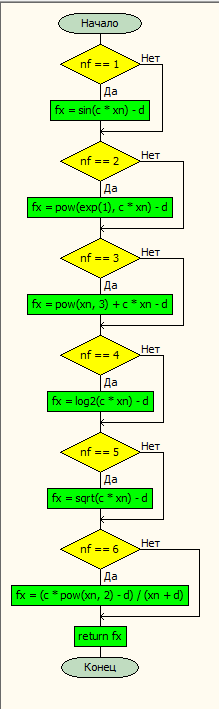 Начало
nf == 1
Нет
Да
fx = sin(c * xn) - d
nf == 2
Нет
Да
fx = pow(exp(1), c * xn) - d
nf == 3
Нет
Да
fx = pow(xn, 3) + c * xn - d
nf == 4
Нет
Да
fx = log2(c * xn) - d
nf == 5
Нет
Да
fx = sqrt(c * xn) - d
nf == 6
Нет
Да
fx = (c * pow(xn, 2) - d) / (xn + d)
return fx
Конец